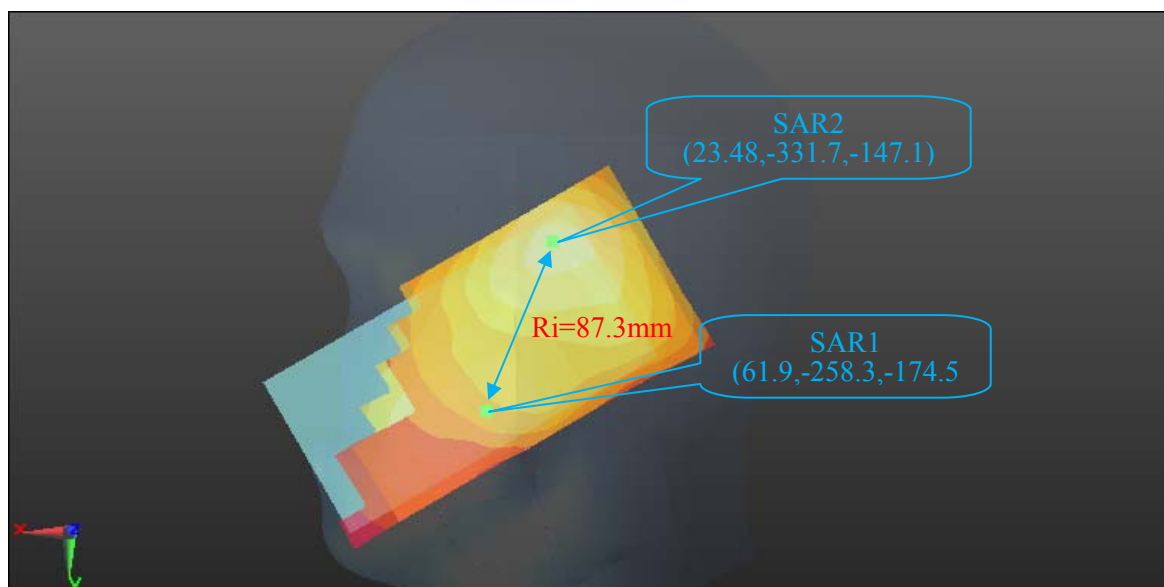 SAR2
(23.48,-331.7,-147.1)
Ri=87.3mm
SAR1
(61.9,-258.3,-174.5
X
Y